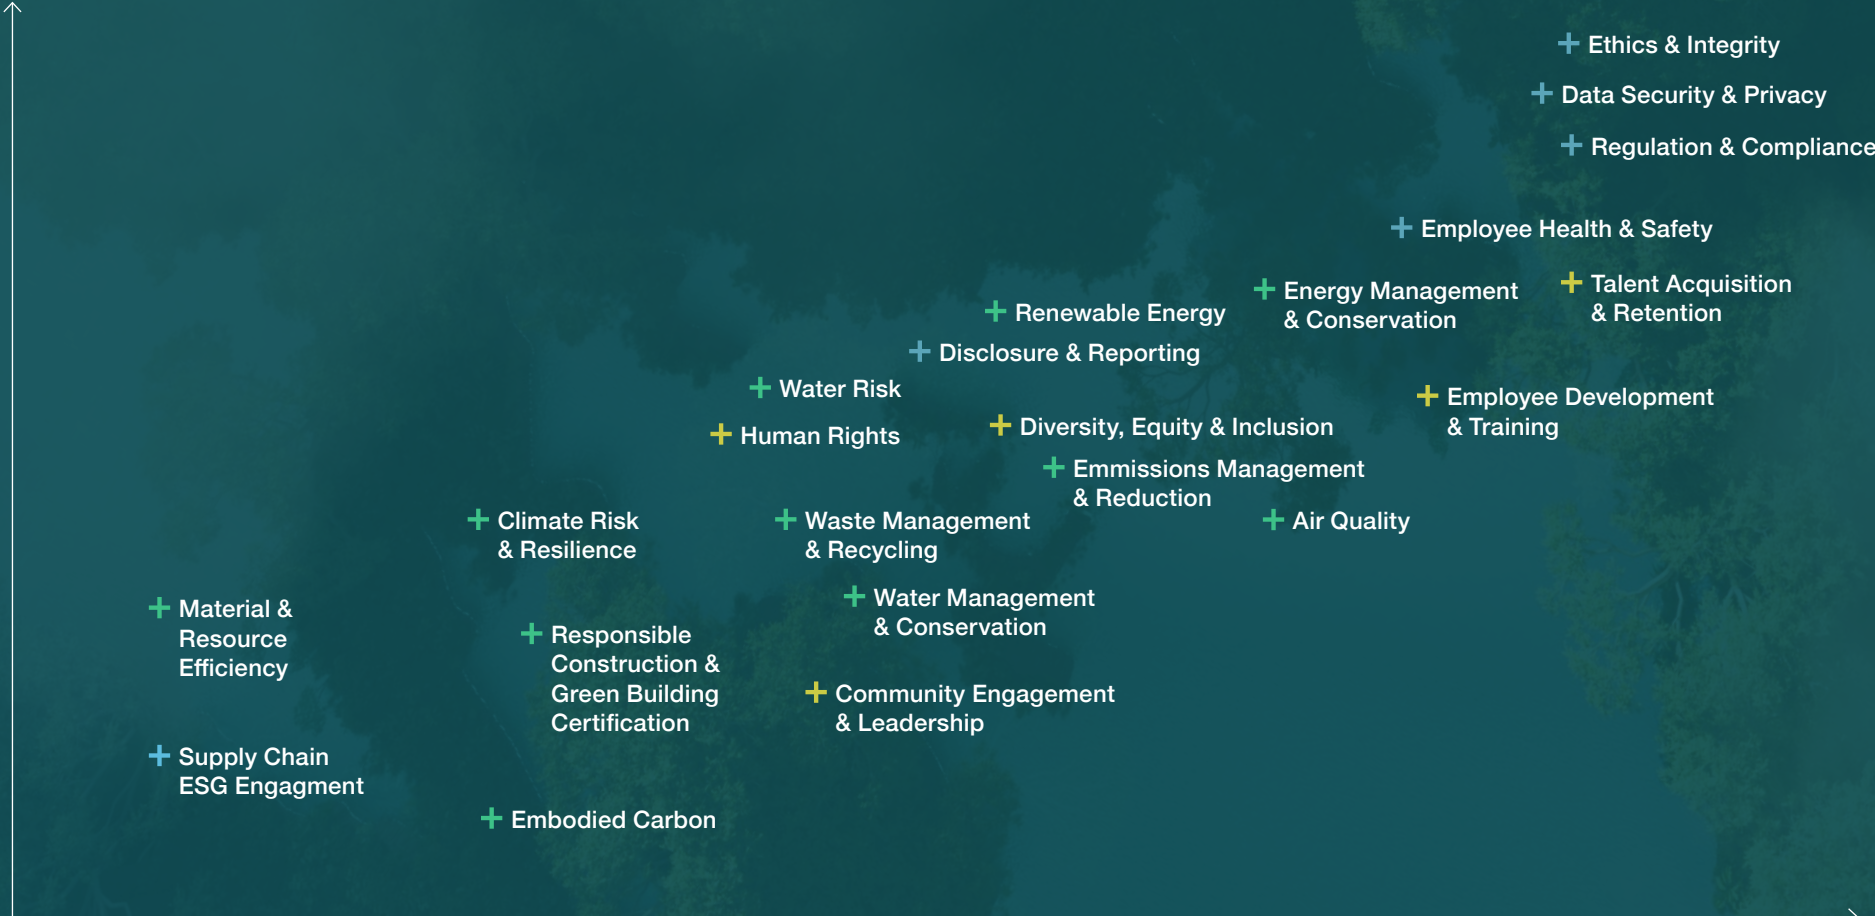 Ethics & Integrity
Data Security & Privacy
Regulation & Compliance
Employee Health & Safety
Talent Acquisition
& Retention
Energy Management
& Conservation
Renewable Energy
Disclosure & Reporting
Water Risk
Employee Development
& Training
Human Rights
Diversity, Equity & Inclusion
Emmissions Management
& Reduction
Climate Risk
& Resilience
Waste Management
& Recycling
Air Quality
Water Management
& Conservation
Material &
Resource
Efficiency
Responsible
Construction &
Green Building
Certification
Community Engagement
& Leadership
Supply Chain
ESG Engagment
Embodied Carbon